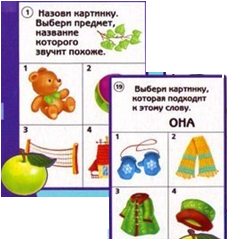 1 Назови картинку.
Выбери предмет,
название
которого
звучит похоже.
1 2
3 4
19 Выбери картинку,
которая подходит
к этому слову.
ОНА
1 2
3 4